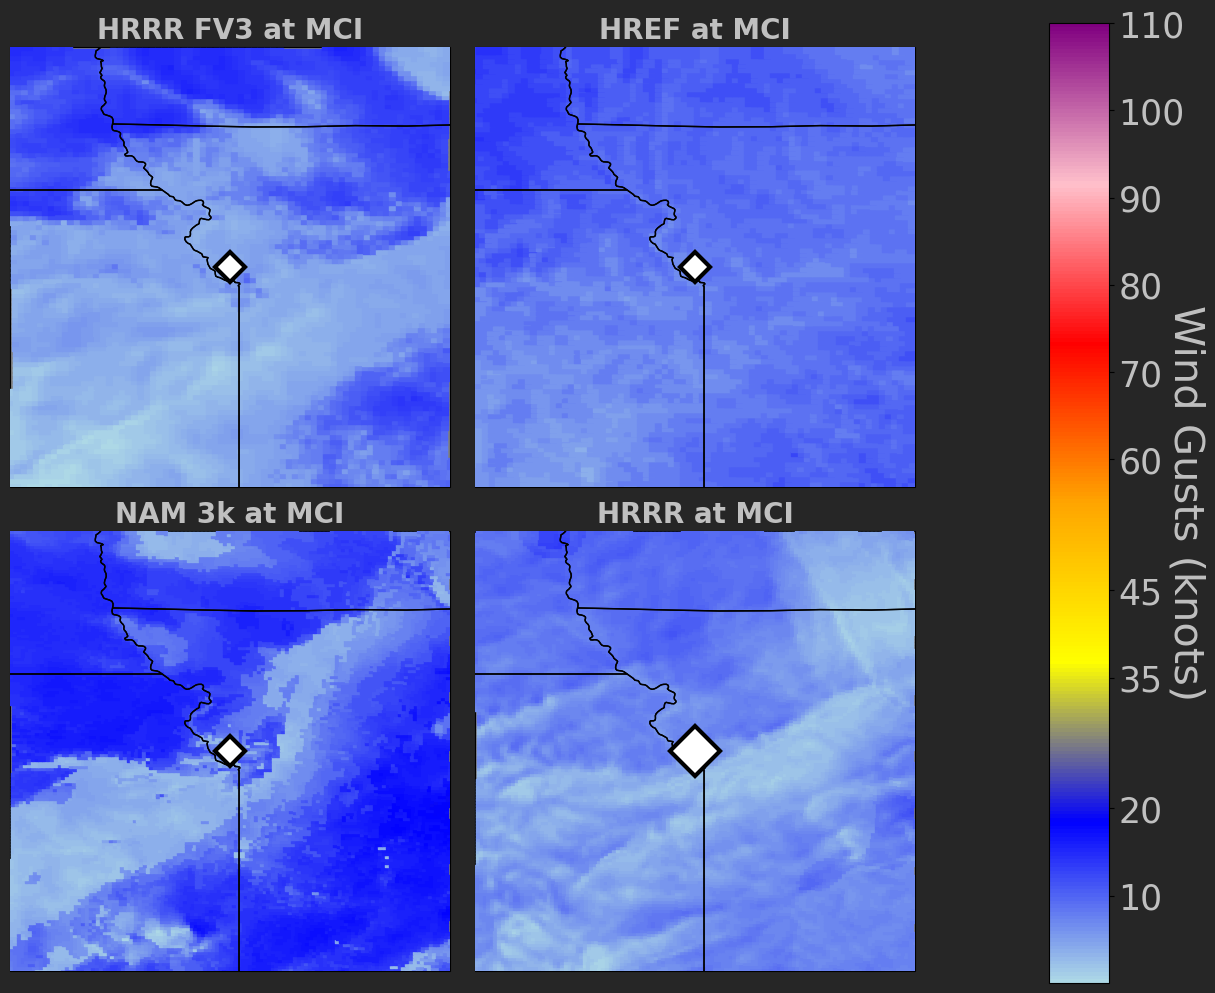 HRRR FV3 at MCI
HREF at MCI
NAM 3k at MCI
HRRR at MCI
110
100
90
80
70
60
45
35
20
10
Wind Gusts (knots)